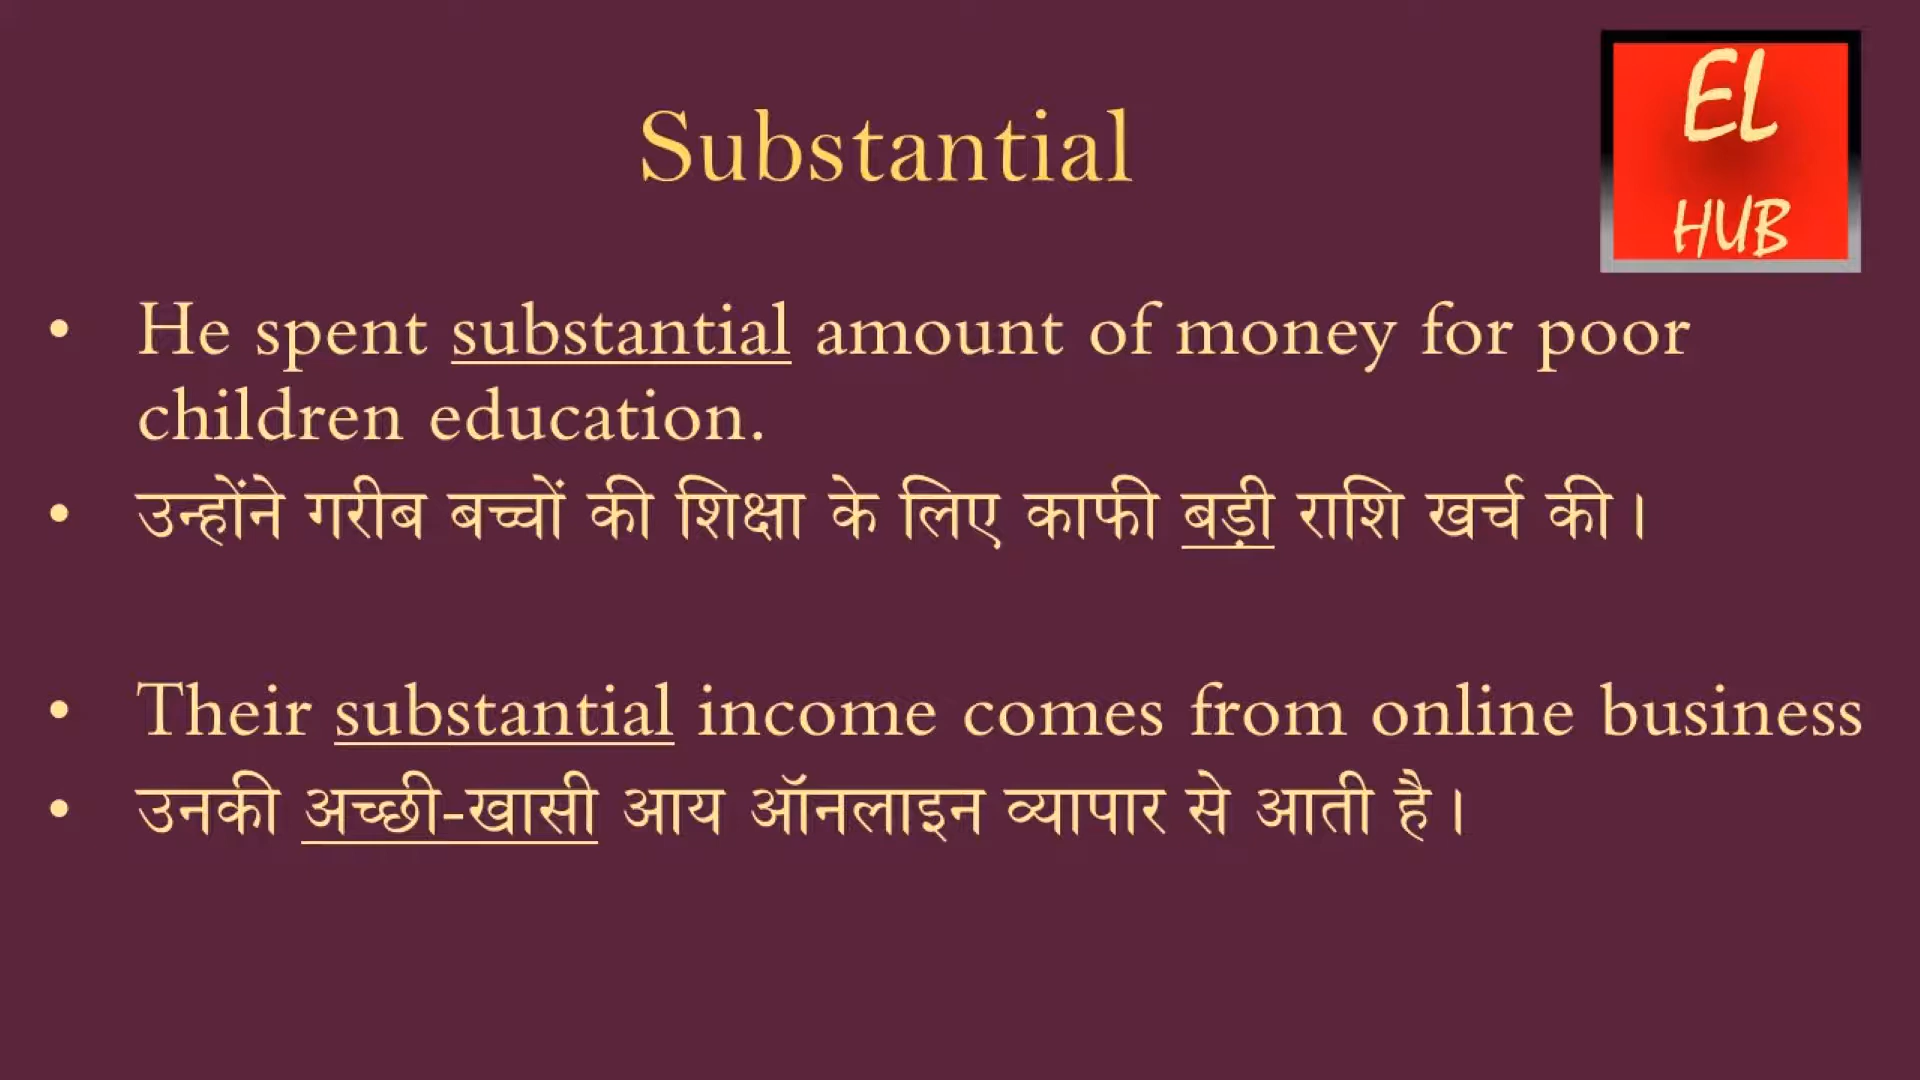 Substantial
EL
HUB
• He spent substantial amount of money for poor
children education.
• उन्होंने गरीब बच्चों की शिक्षा के लिए काफी बड़ी राशि खर्च की।
• Their substantial income comes from online business
• उनकी अच्छी-खासी आय ऑनलाइन व्यापार से आती है।